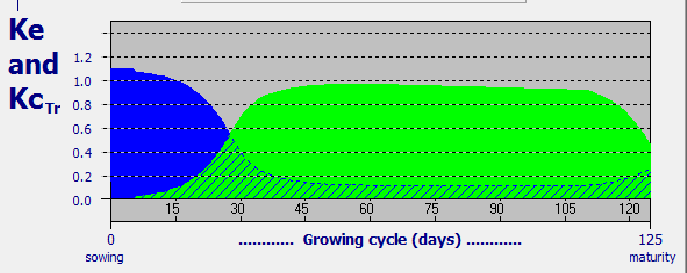 Ke
and
KcTr
1.2
1.0
0.8
0.6
0.4
0.2
0.0
15 30 45 60 75 90 105 120
0 ............ Growing cycle (days) ............ 125
sowing maturity